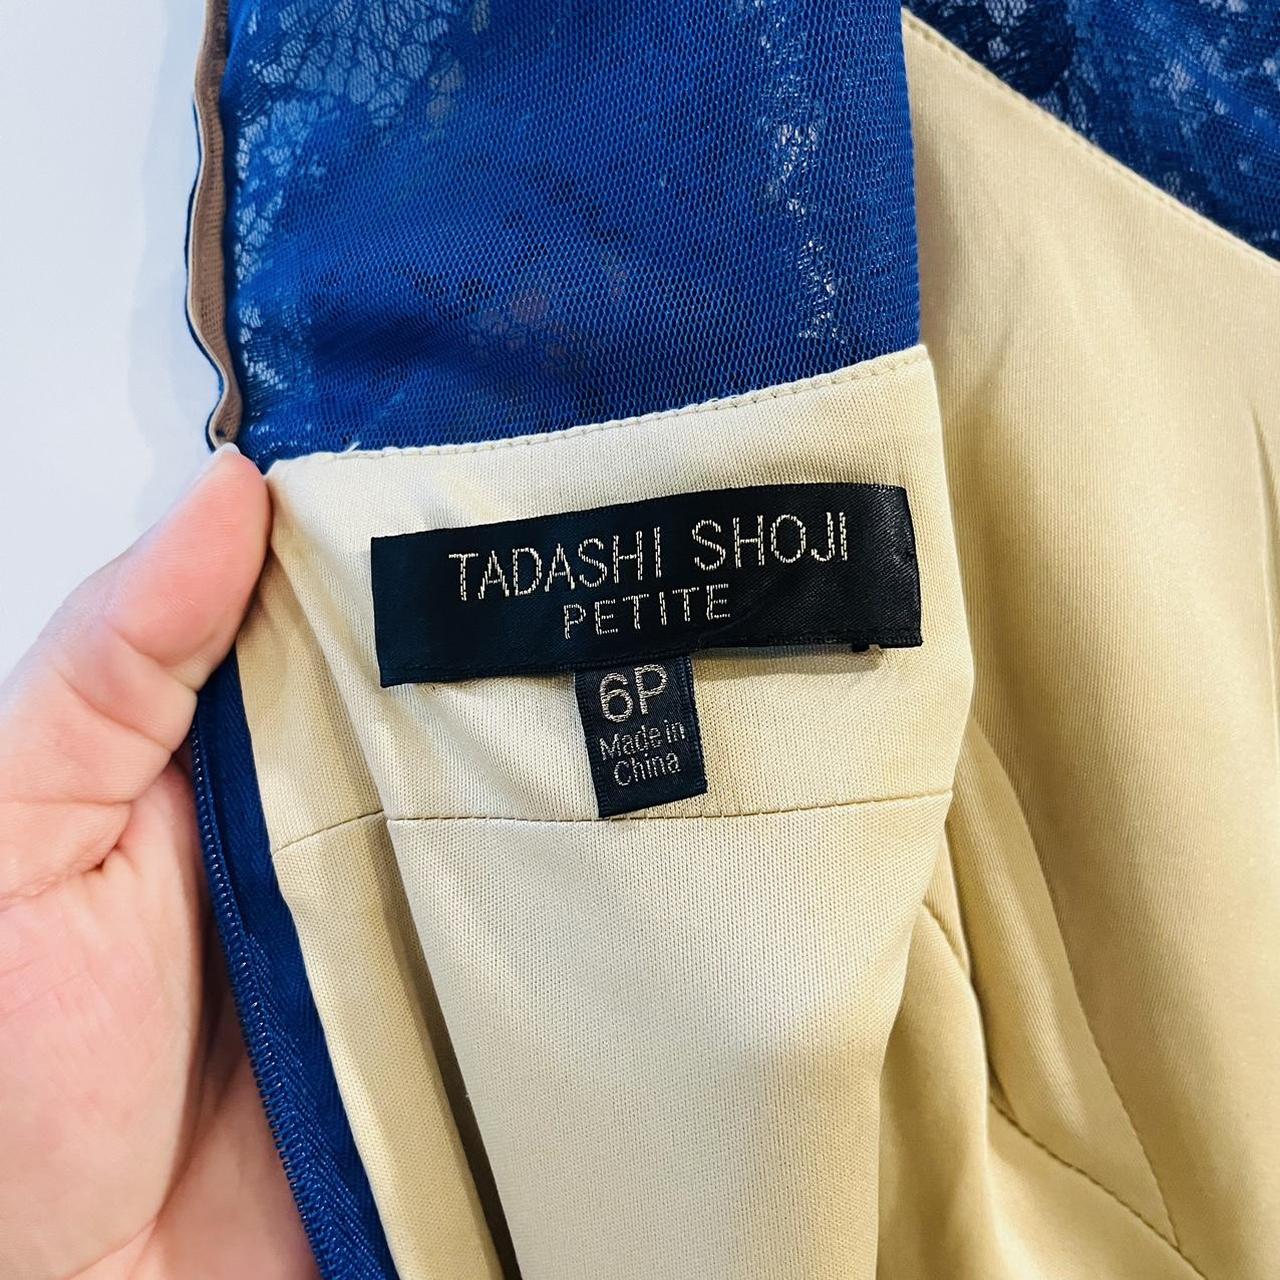 TADASHI SHOJI
PETITE
6P
Made in
China